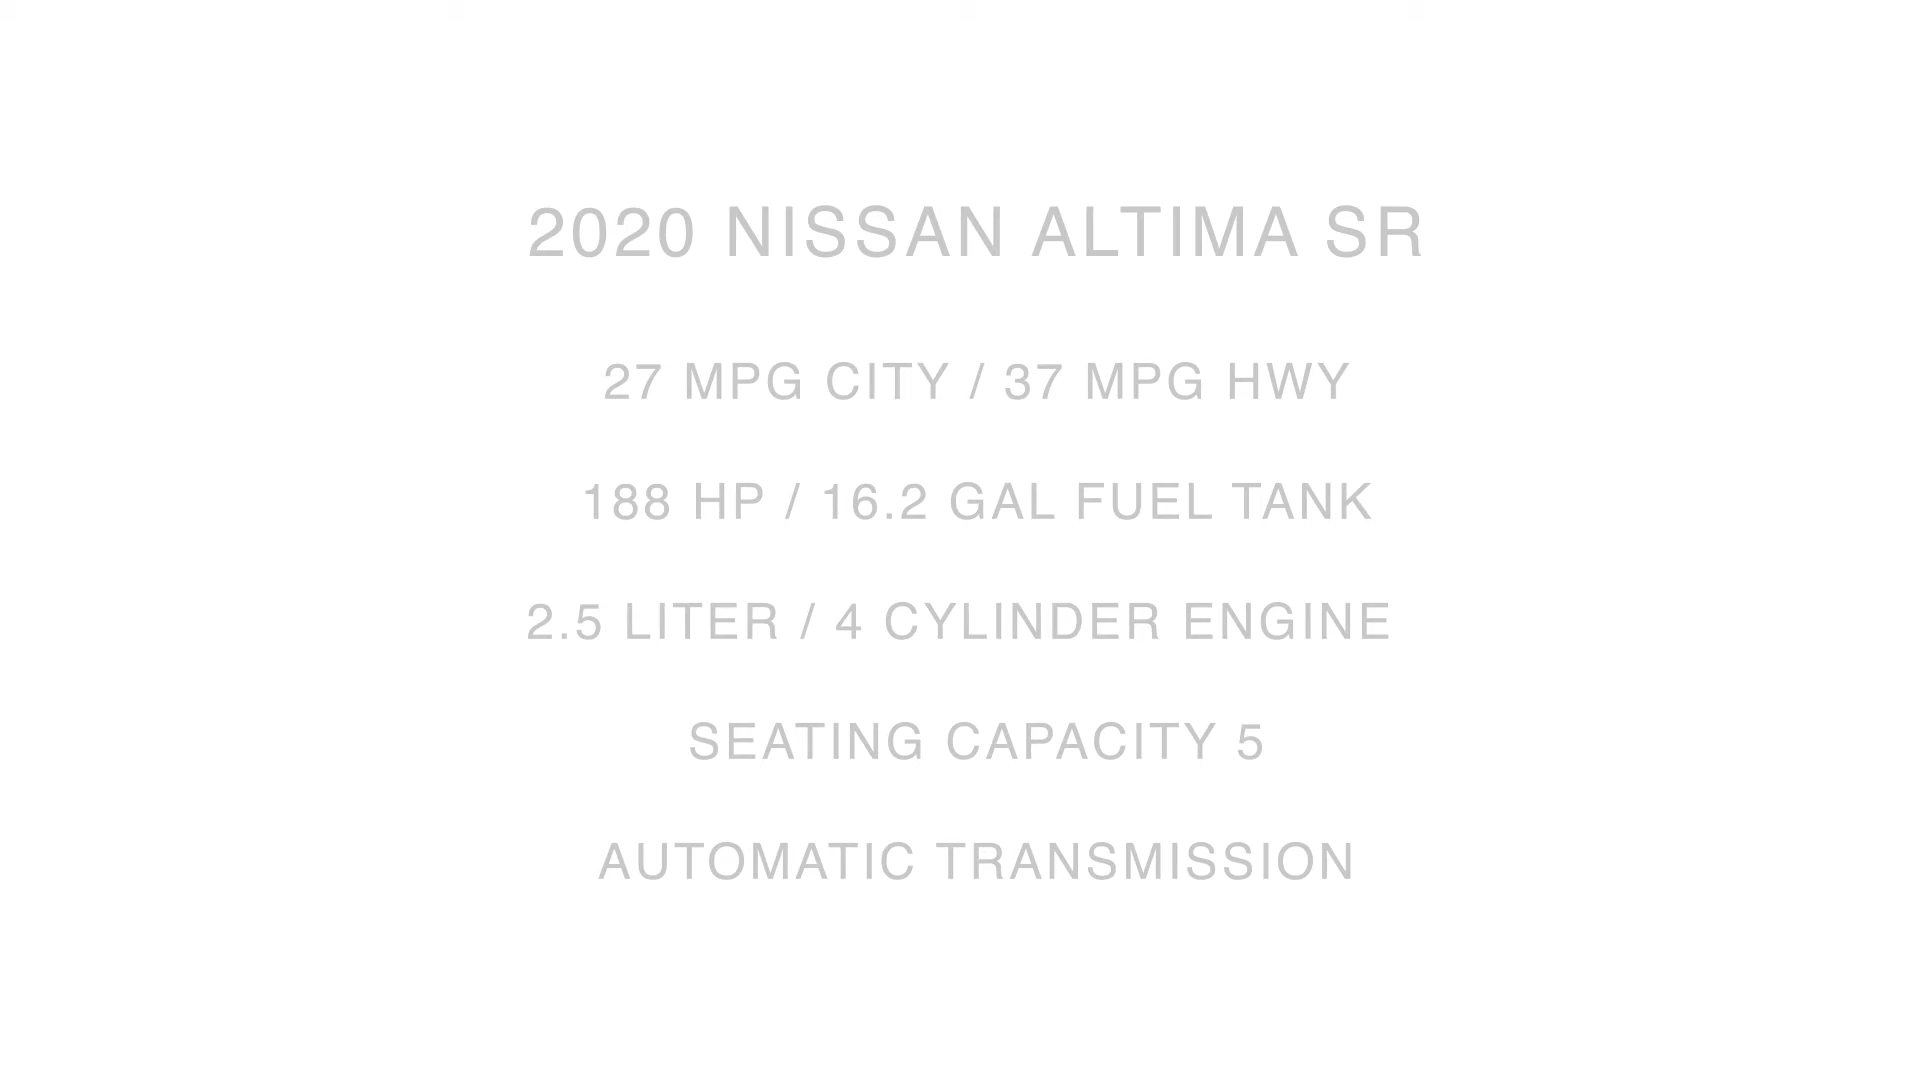 2020 NISSAN ALTIMA SR
27 MPG CITY / 37 MPG HWY
188 HP / 16.2 GAL FUEL TANK
2.5 LITER / 4 CYLINDER ENGINE
SEATING CAPACITY 5
AUTOMATIC TRANSMISSION